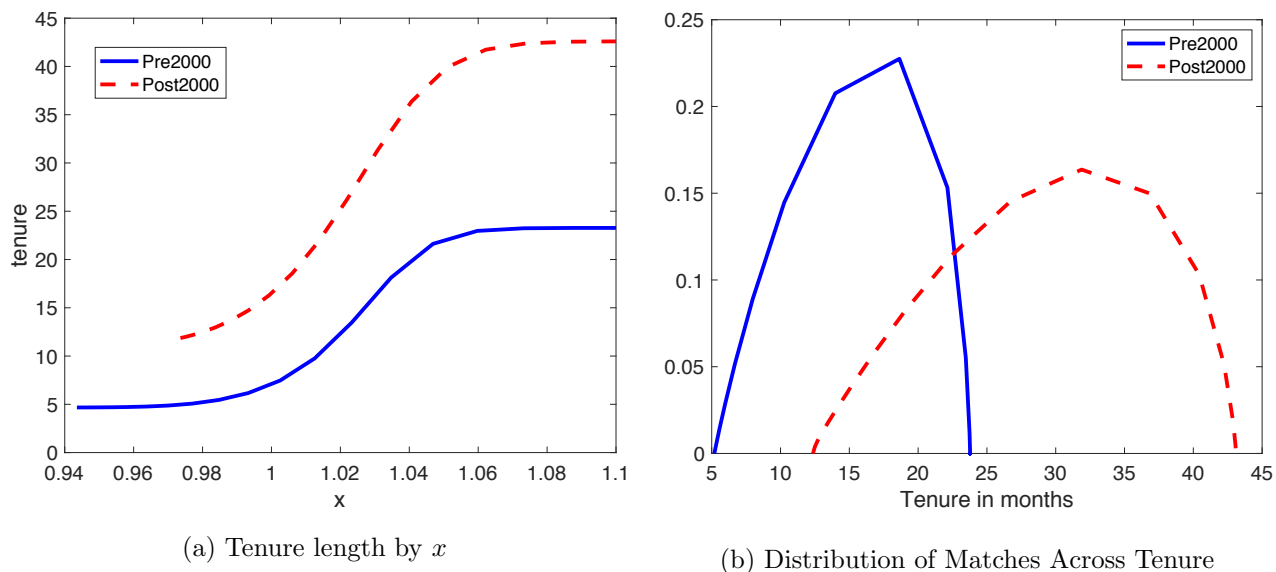 45
40
35
30
25
20
15
10
5
0
tenure
Pre2000
Post2000
0.94 0.96 0.98 1 1.02 1.04 1.06 1.08 1.1
x
(a) Tenure length by x
0.25
0.2
0.15
0.1
0.05
0
Pre2000
Post2000
5 10 15 20 25 30 35 40 45
Tenure in months
(b) Distribution of Matches Across Tenure